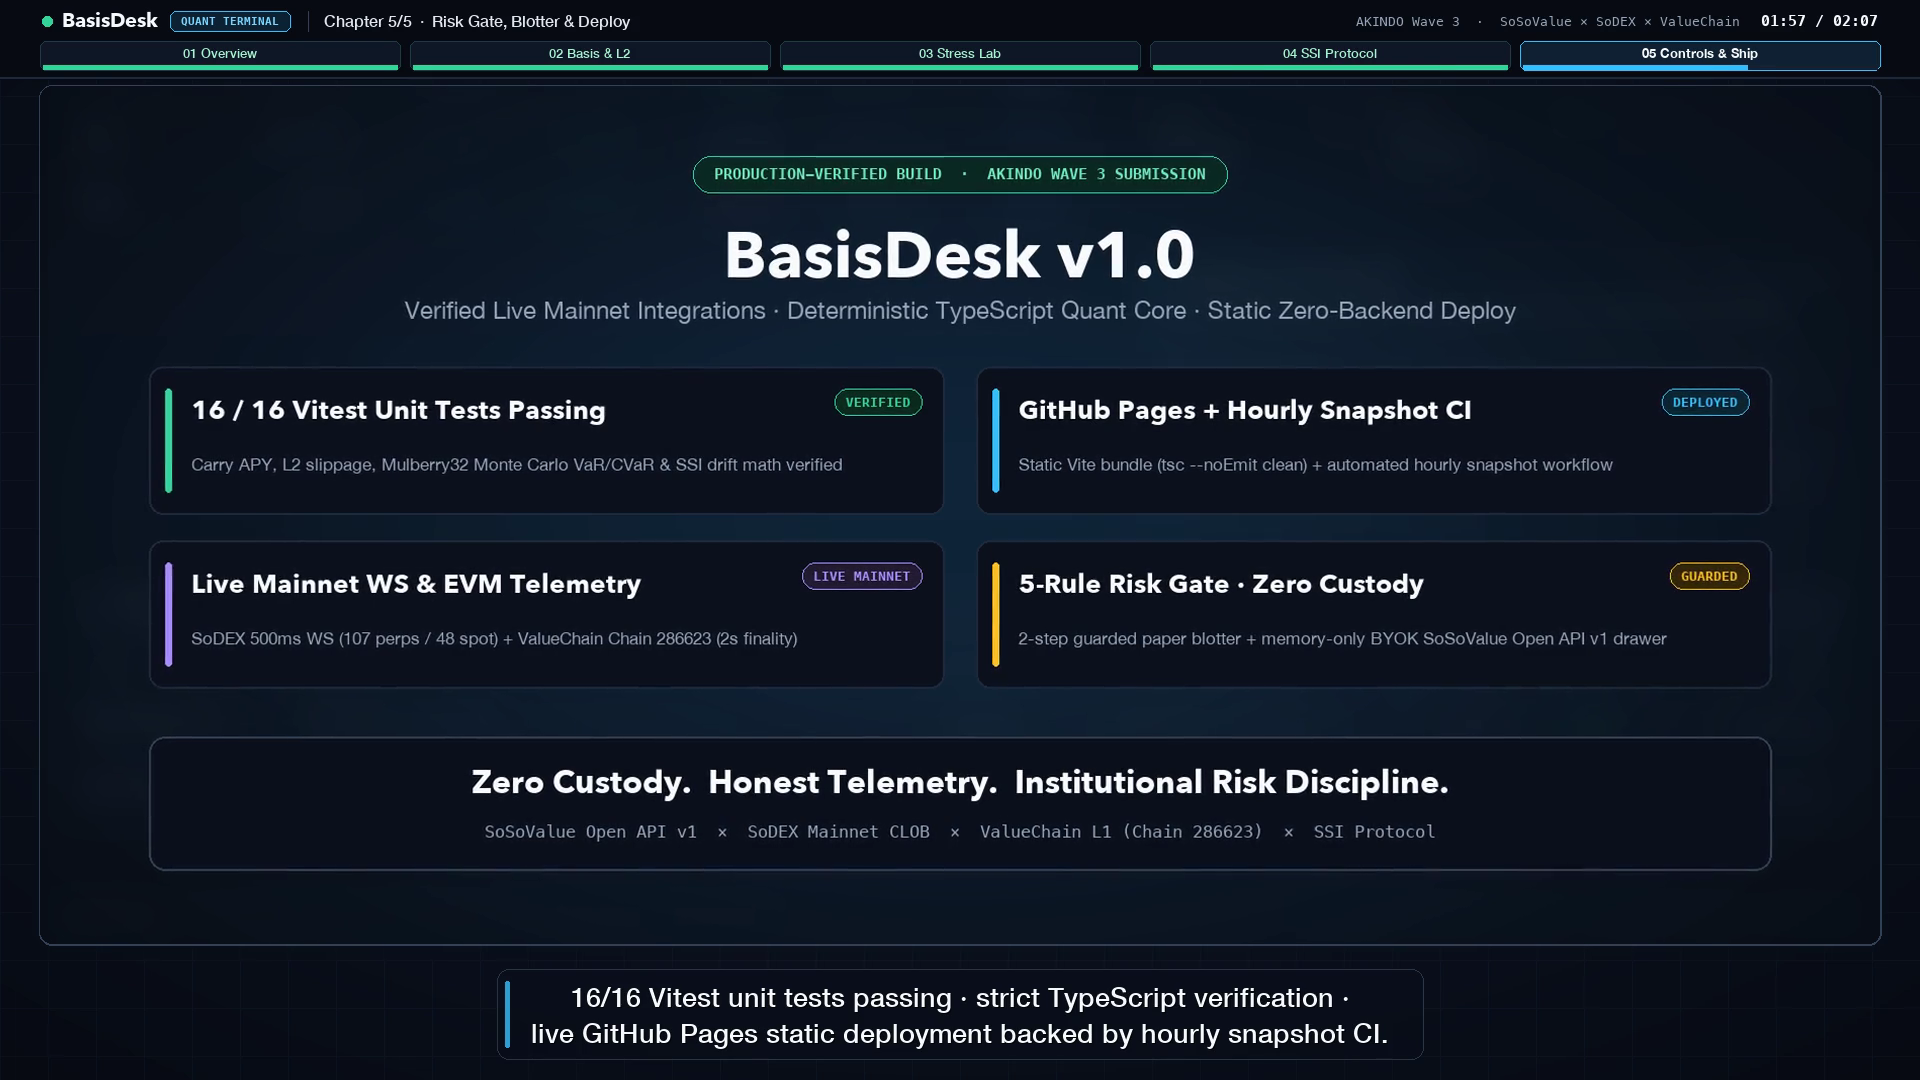 BasisDesk QUANT TERMINAL Chapter 5/5 · Risk Gate, Blotter & Deploy AKINDO Wave 3 · SoSoValue × SoDEX × ValueChain 01:57 / 02:07
01 Overview 02 Basis & L2 03 Stress Lab 04 SSI Protocol 05 Controls & Ship
PRODUCTION–VERIFIED BUILD · AKINDO WAVE 3 SUBMISSION
BasisDesk v1.0
Verified Live Mainnet Integrations · Deterministic TypeScript Quant Core · Static Zero-Backend Deploy
16 / 16 Vitest Unit Tests Passing VERIFIED
Carry APY, L2 slippage, Mulberry32 Monte Carlo VaR/CVaR & SSI drift math verified
GitHub Pages + Hourly Snapshot CI DEPLOYED
Static Vite bundle (tsc --noEmit clean) + automated hourly snapshot workflow
Live Mainnet WS & EVM Telemetry LIVE MAINNET
SoDEX 500ms WS (107 perps / 48 spot) + ValueChain Chain 286623 (2s finality)
5-Rule Risk Gate · Zero Custody GUARDED
2-step guarded paper blotter + memory-only BYOK SoSoValue Open API v1 drawer
Zero Custody. Honest Telemetry. Institutional Risk Discipline.
SoSoValue Open API v1 × SoDEX Mainnet CLOB × ValueChain L1 (Chain 286623) × SSI Protocol
16/16 Vitest unit tests passing · strict TypeScript verification ·
live GitHub Pages static deployment backed by hourly snapshot CI.